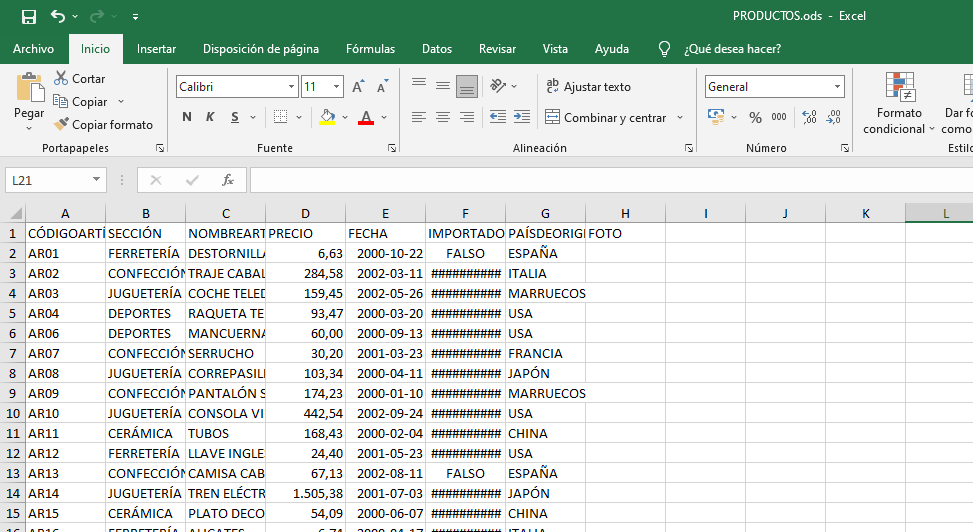 PRODUCTOS.ods - Excel
Archivo Inicio Insertar Disposición de página Fórmulas Datos Revisar Vista Ayuda ¿Qué desea hacer?
Pegar
Cortar
Copiar
Copiar formato
Portapapeles
Calibri 11 A A
N K S A
Fuente
ab Ajustar texto
Combinar y centrar
Alineación
General
% 000
Número
Formato condicional
Dar fo
como
Estilo
L21 fx
A B C D E F G H I J K L
1 CÓDIGOARTÍ SECCIÓN NOMBREART PRECIO FECHA IMPORTADO PAÍSDEORIGI FOTO
2 AR01 FERRETERÍA DESTORNILLA 6,63 2000-10-22 FALSO ESPAÑA
3 AR02 CONFECCIÓN TRAJE CABAL 284,58 2002-03-11 ########## ITALIA
4 AR03 JUGUETERÍA COCHE TELED 159,45 2002-05-26 ########## MARRUECOS
5 AR04 DEPORTES RAQUETA TE 93,47 2000-03-20 ########## USA
6 AR06 DEPORTES MANCUERNA 60,00 2000-09-13 ########## USA
7 AR07 CONFECCIÓN SERRUCHO 30,20 2001-03-23 ########## FRANCIA
8 AR08 JUGUETERÍA CORREPASILL 103,34 2000-04-11 ########## JAPÓN
9 AR09 CONFECCIÓN PANTALÓN S 174,23 2000-01-10 ########## MARRUECOS
10 AR10 JUGUETERÍA CONSOLA VI 442,54 2002-09-24 ########## USA
11 AR11 CERÁMICA TUBOS 168,43 2000-02-04 ########## CHINA
12 AR12 FERRETERÍA LLAVE INGLE 24,40 2001-05-23 ########## USA
13 AR13 CONFECCIÓN CAMISA CAB 67,13 2002-08-11 FALSO ESPAÑA
14 AR14 JUGUETERÍA TREN ELÉCTR 1.505,38 2001-07-03 ########## JAPÓN
15 AR15 CERÁMICA PLATO DECO 54,09 2000-06-07 ########## CHINA